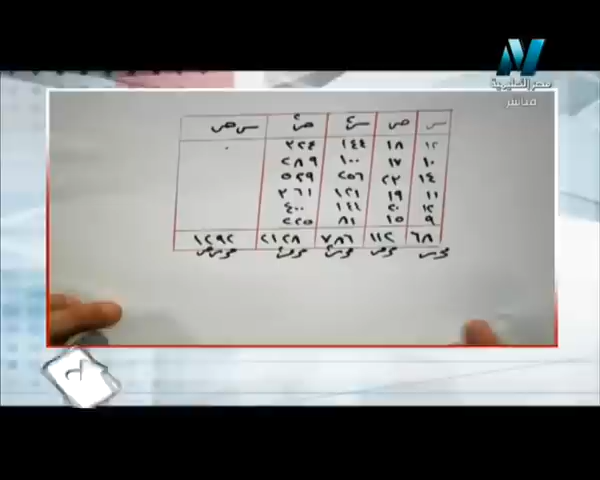 مصر التعليمية
مباشر
س ص س٢ ص٢ س ص
١٢ ١٨ ١٤٤ ٣٢٤
١٠ ١٧ ١٠٠ ٢٨٩
١٤ ٢٣ ٢٥٦ ٥٢٩
١١ ١٩ ١٢١ ٣٦١
١٢ ٢٠ ١٤٤ ٤٠٠
٩ ١٥ ٨١ ٢٢٥
٦٨ ١١٢ ٧٨٦ ٢١٢٨ ١٢٩٢
مجـ س مجـ ص مجـ س٢ مجـ ص٢ مجـ س ص